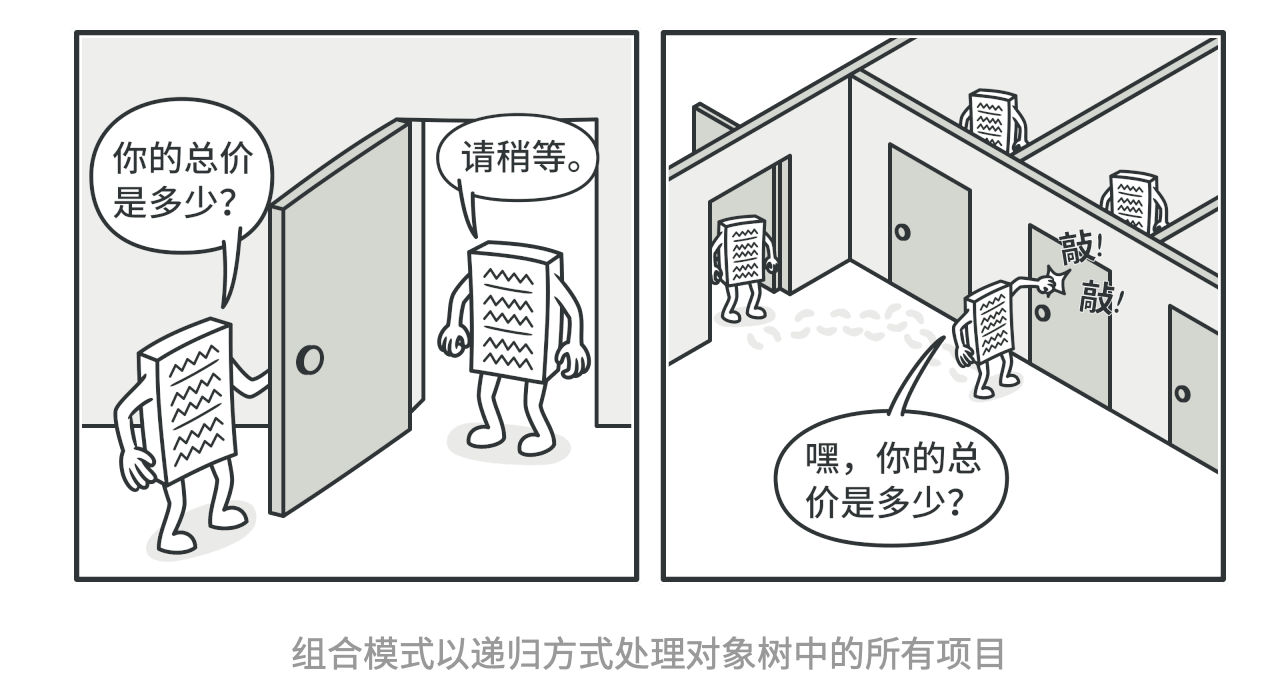 你的总价
是多少？
请稍等。
敲！
敲！
嘿，你的总
价是多少？
组合模式以递归方式处理对象树中的所有项目